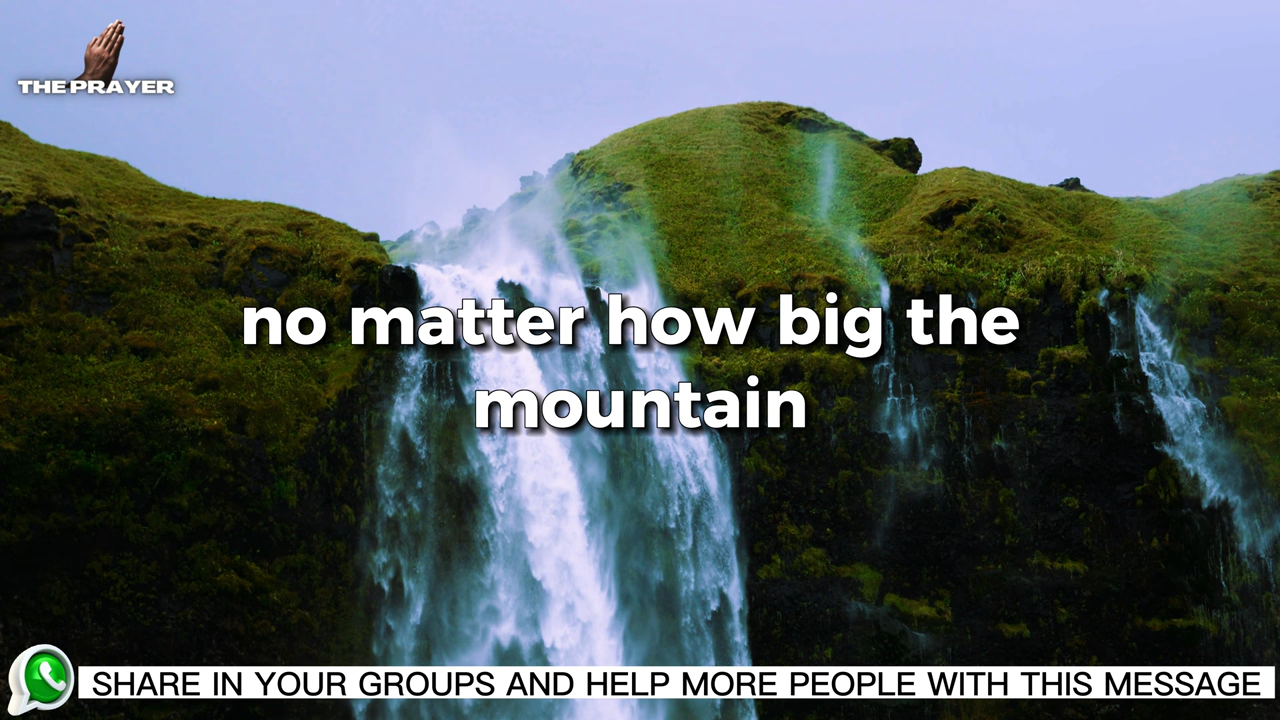 THE PRAYER
no matter how big the
mountain
SHARE IN YOUR GROUPS AND HELP MORE PEOPLE WITH THIS MESSAGE